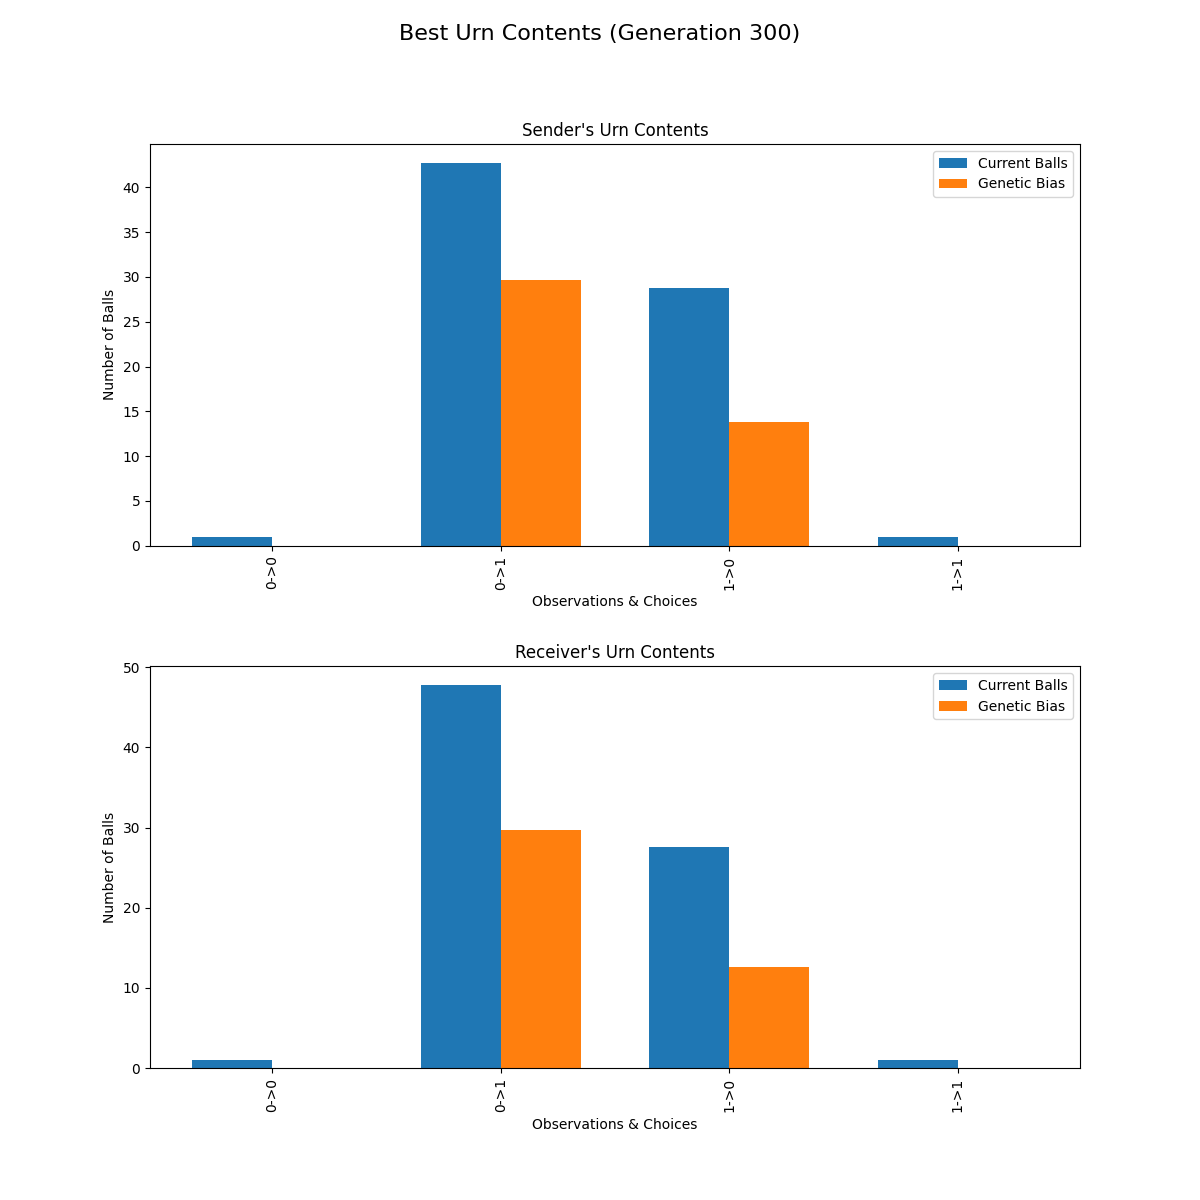 Best Urn Contents (Generation 300)
Sender's Urn Contents
Current Balls
Genetic Bias
40
35
30
25
20
15
10
5
0
Number of Balls
0->0
0->1
1->0
1->1
Observations & Choices
Receiver's Urn Contents
Current Balls
Genetic Bias
50
40
30
20
10
0
Number of Balls
0->0
0->1
1->0
1->1
Observations & Choices